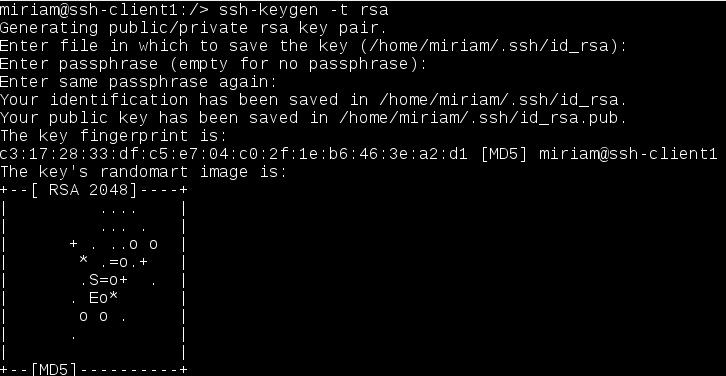 miriam@ssh-client1:/> ssh-keygen -t rsa
Generating public/private rsa key pair.
Enter file in which to save the key (/home/miriam/.ssh/id_rsa):
Enter passphrase (empty for no passphrase):
Enter same passphrase again:
Your identification has been saved in /home/miriam/.ssh/id_rsa.
Your public key has been saved in /home/miriam/.ssh/id_rsa.pub.
The key fingerprint is:
c3:17:28:33:df:c5:e7:04:c0:2f:1e:b6:46:3e:a2:d1 [MD5] miriam@ssh-client1
The key's randomart image is:
+--[ RSA 2048]----+
|         ....    |
|         ... .   |
|      + . ..o o  |
|       * .=o.+   |
|       .S=o+  .  |
|      . Eo*      |
|       o o .     |
|      .          |
|                 |
+--[MD5]----------+